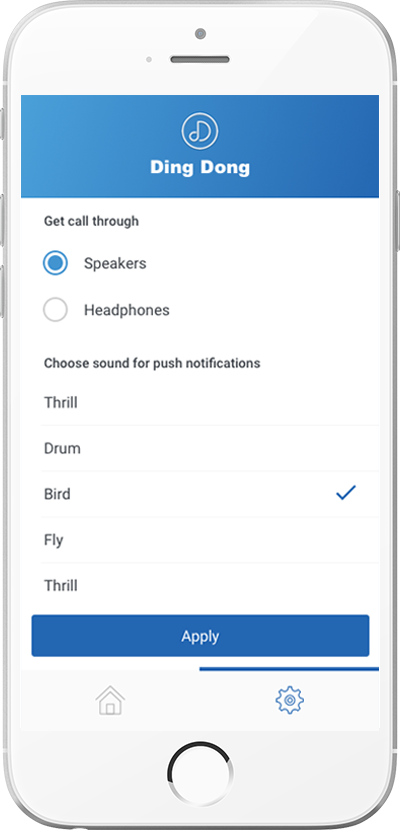 Ding Dong
Get call through
Speakers
Headphones
Choose sound for push notifications
Thrill
Drum
Bird
Fly
Thrill
Apply